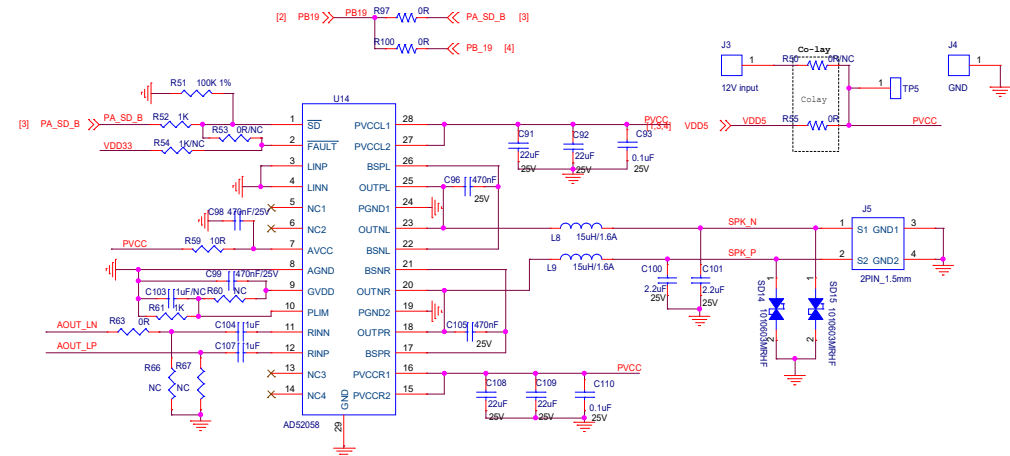 [2] PB19 PB19 R97 0R PA_SD_B [3]
R100 0R PB_19 [4]
J3 1 12V input
Co-lay
R50 0R/NC
Colay
J4 1 GND
1 TP5
[1,3,4] VDD5 VDD5 R55 0R PVCC
R51 100K 1%
[3] PA_SD_B PA_SD_B R52 1K
R53 0R/NC
VDD33 R54 1K/NC
C98 470nF/25V
PVCC R59 10R
C99 470nF/25V
C103 1uF/NC R60 NC
R61 1K
AOUT_LN R63 0R C104 1uF
AOUT_LP C107 1uF
R66 R67
NC NC
U14
1 SD PVCCL1 28
2 FAULT PVCCL2 27
3 LINP BSPL 26
4 LINN OUTPL 25
5 NC1 PGND1 24
6 NC2 OUTNL 23
7 AVCC BSNL 22
8 AGND BSNR 21
9 GVDD OUTNR 20
10 PLIM PGND2 19
11 RINN OUTPR 18
12 RINP BSPR 17
13 NC3 PVCCR1 16
14 NC4 PVCCR2 15
GND
29
AD52058
PVCC
C91 C92 C93
22uF 22uF 0.1uF
25V 25V
C96 470nF
25V
L8 15uH/1.6A SPK_N
L9 15uH/1.6A SPK_P
C100 C101
2.2uF 2.2uF
25V 25V
C105 470nF
25V
PVCC
C108 C109 C110
22uF 22uF 0.1uF
25V 25V 25V
J5
1 S1 GND1 3
2 S2 GND2 4
2PIN_1.5mm
1 2 SD14 1010603MRHF
1 2 SD15 1010603MRHF